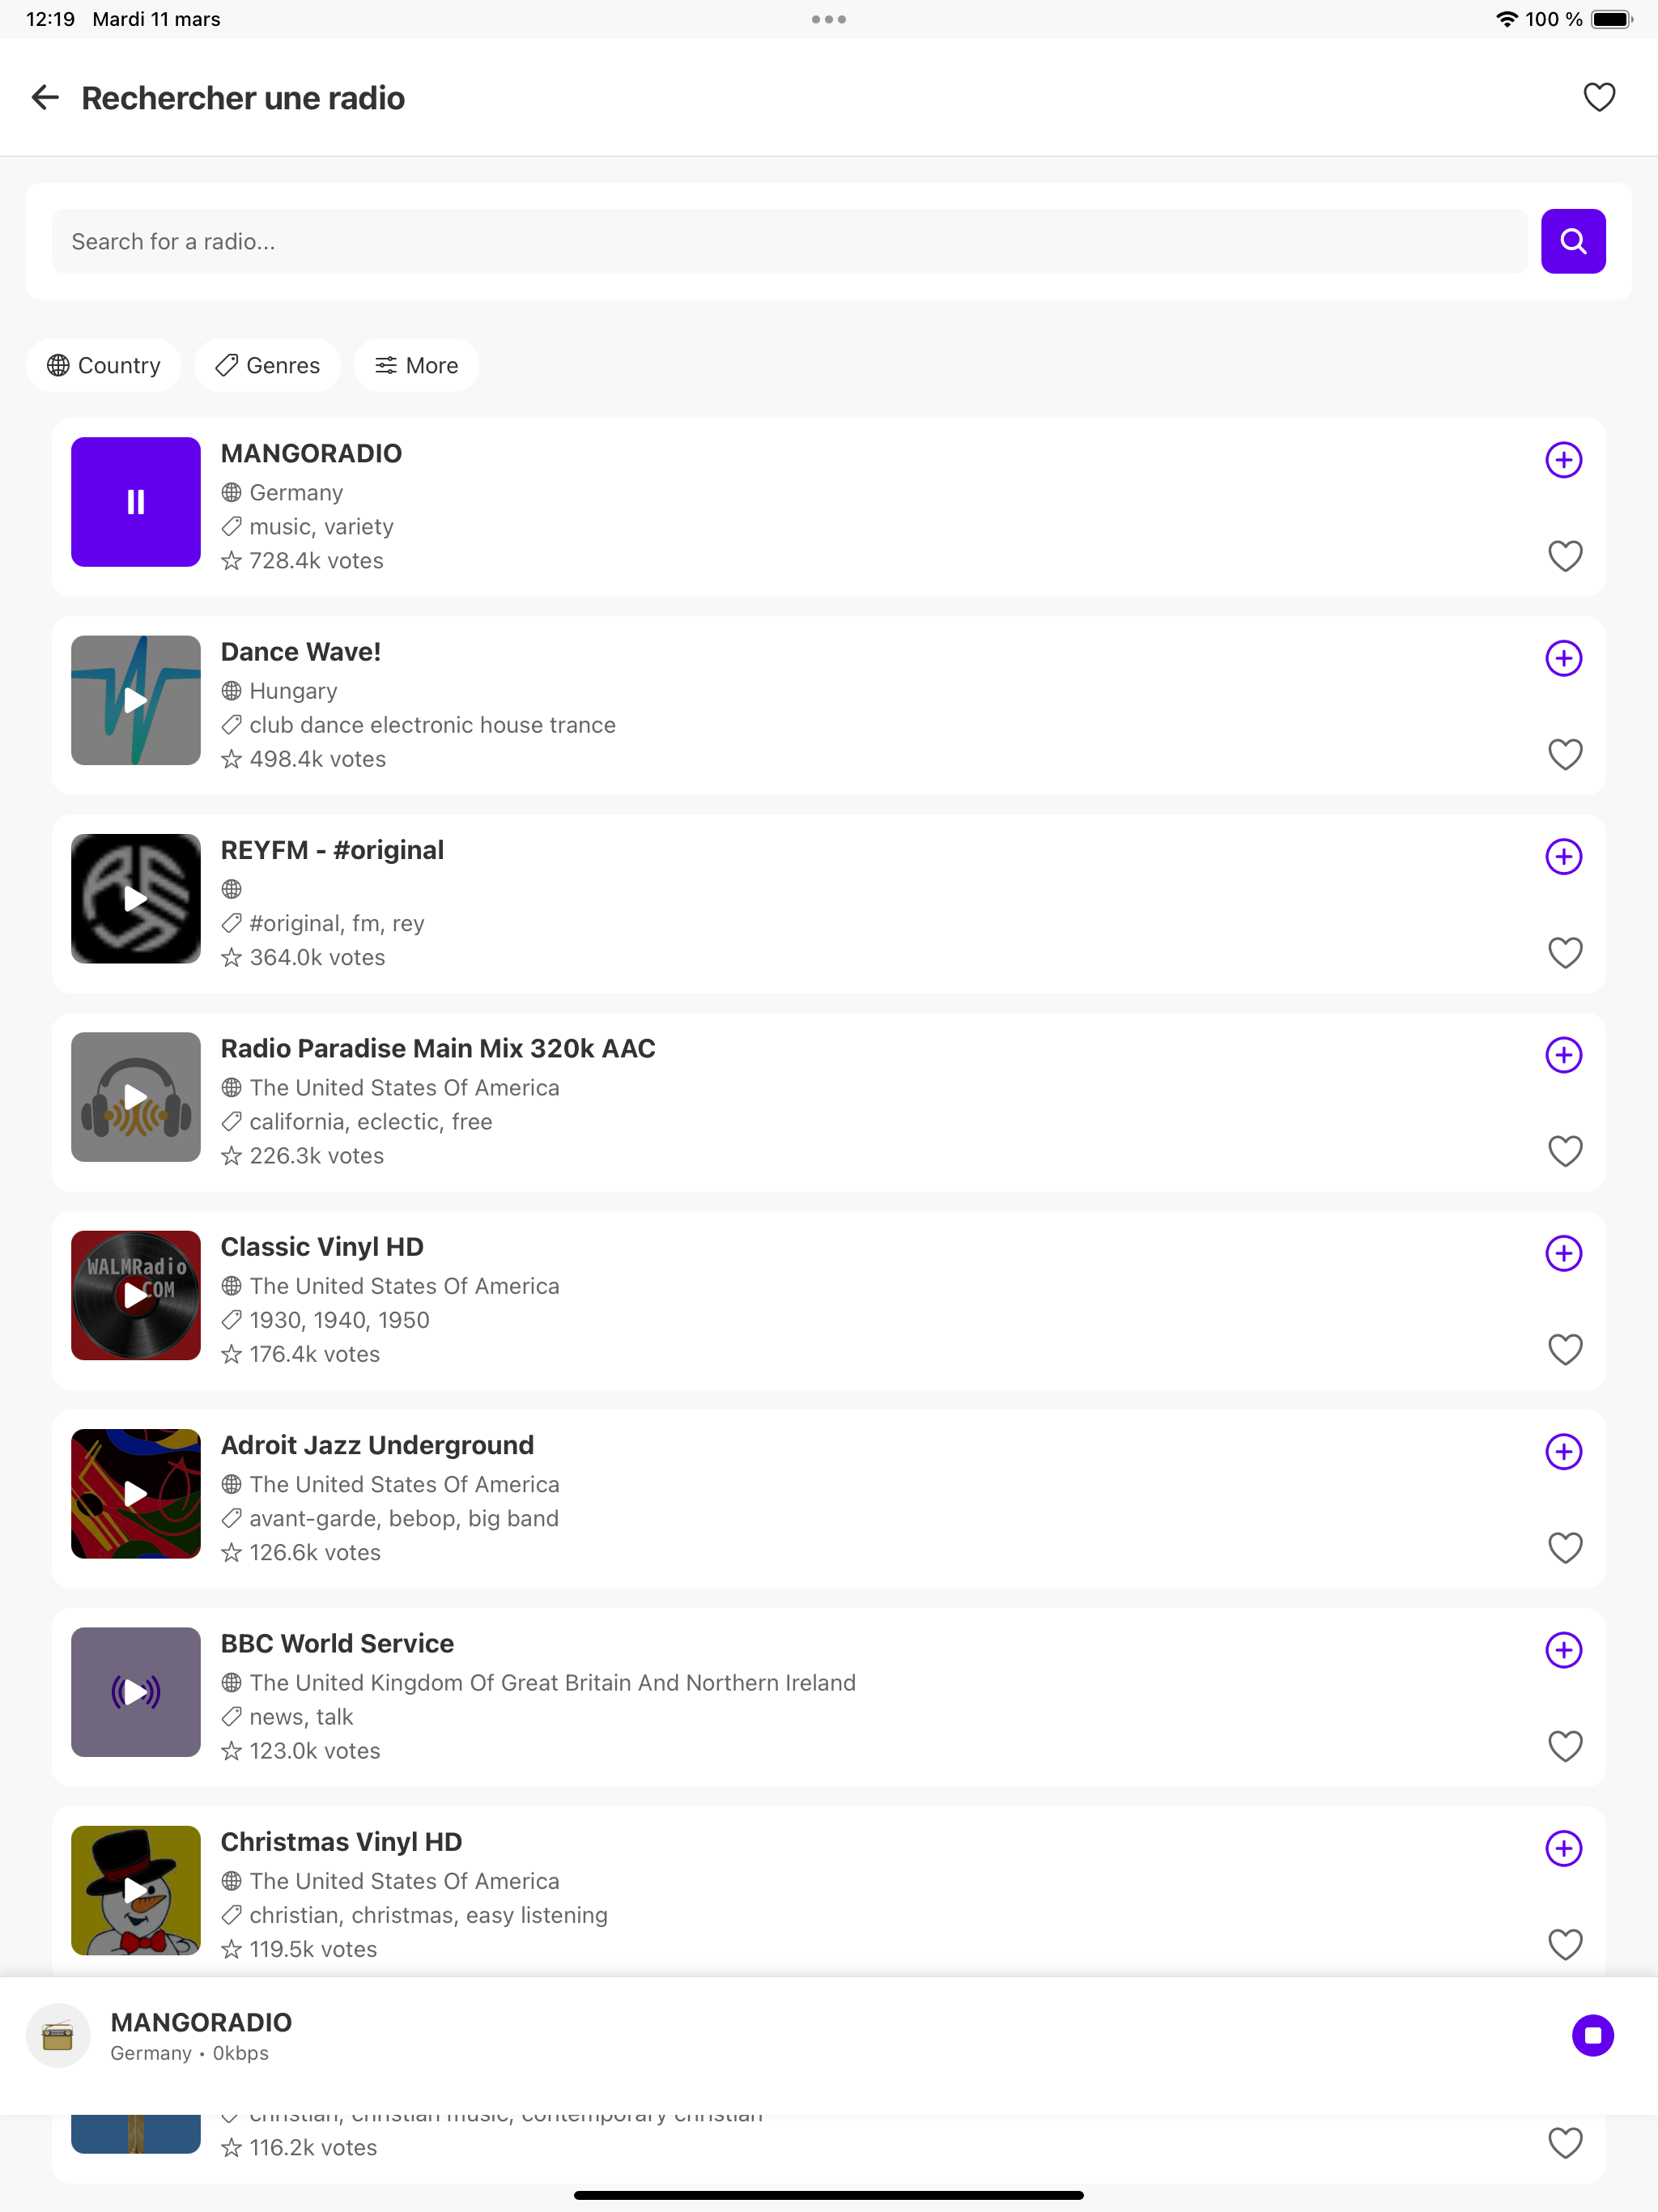 12:19 Mardi 11 mars
100 %
Rechercher une radio
Search for a radio...
Country
Genres
More
MANGORADIO
Germany
music, variety
728.4k votes
Dance Wave!
Hungary
club dance electronic house trance
498.4k votes
REYFM - #original
#original, fm, rey
364.0k votes
Radio Paradise Main Mix 320k AAC
The United States Of America
california, eclectic, free
226.3k votes
WALMRadio
COM
Classic Vinyl HD
The United States Of America
1930, 1940, 1950
176.4k votes
Adroit Jazz Underground
The United States Of America
avant-garde, bebop, big band
126.6k votes
BBC World Service
The United Kingdom Of Great Britain And Northern Ireland
news, talk
123.0k votes
Christmas Vinyl HD
The United States Of America
christian, christmas, easy listening
119.5k votes
MANGORADIO
Germany • 0kbps
christian, christian music, contemporary christian
116.2k votes